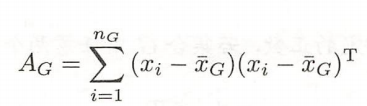 A_G = \sum_{i=1}^{n_G} (x_i - \bar{x}_G)(x_i - \bar{x}_G)^{\mathrm{T}}